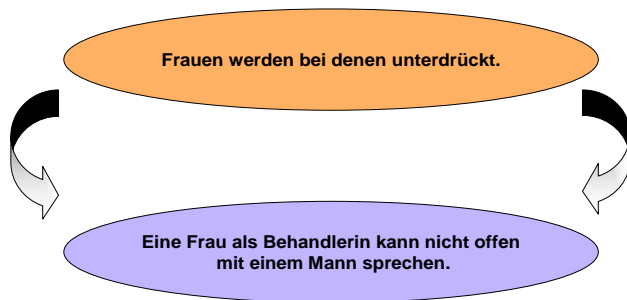 Frauen werden bei denen unterdrückt.
Eine Frau als Behandlerin kann nicht offen
mit einem Mann sprechen.